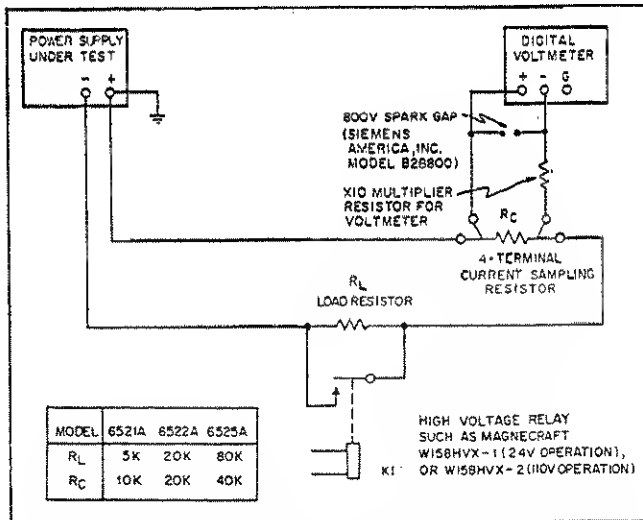 POWER SUPPLY
UNDER TEST
- +
DIGITAL
VOLTMETER
+ - G
800V SPARK GAP
(SIEMENS
AMERICA, INC.
MODEL B26800)
X10 MULTIPLIER
RESISTOR FOR
VOLTMETER
RC
4-TERMINAL
CURRENT SAMPLING
RESISTOR
RL
LOAD RESISTOR
MODEL 6521A 6522A 6525A
RL 5K 20K 80K
RC 10K 20K 40K
K1
HIGH VOLTAGE RELAY
SUCH AS MAGNECRAFT
W158HVX-1 (24V OPERATION),
OR W158HVX-2 (110V OPERATION)